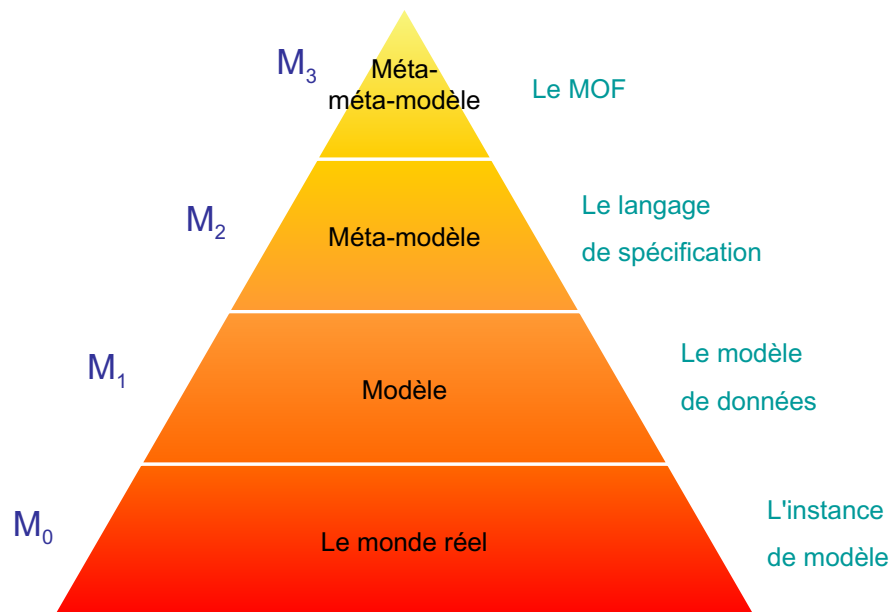 M3
Méta-
méta-modèle
Le MOF
M2
Méta-modèle
Le langage
de spécification
M1
Modèle
Le modèle
de données
M0
Le monde réel
L'instance
de modèle